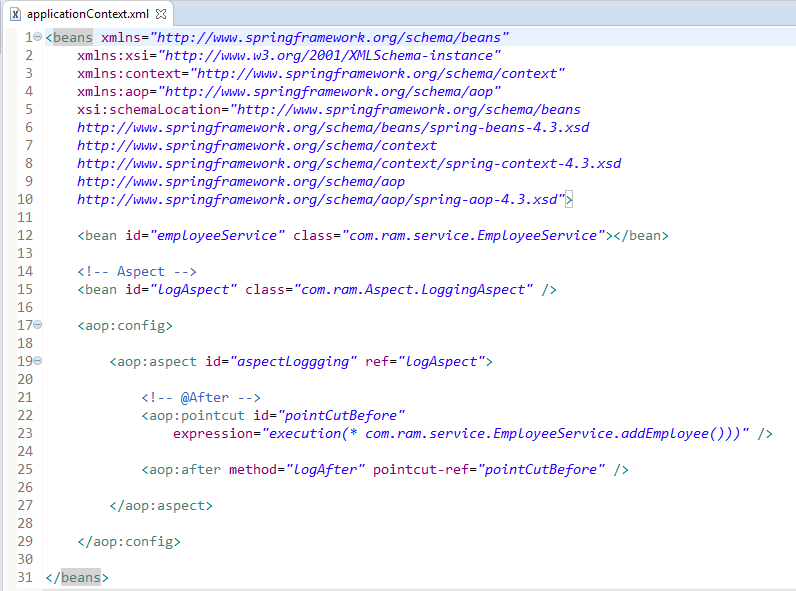 applicationContext.xml
1 <beans xmlns="http://www.springframework.org/schema/beans"
2 xmlns:xsi="http://www.w3.org/2001/XMLSchema-instance"
3 xmlns:context="http://www.springframework.org/schema/context"
4 xmlns:aop="http://www.springframework.org/schema/aop"
5 xsi:schemaLocation="http://www.springframework.org/schema/beans
6 http://www.springframework.org/schema/beans/spring-beans-4.3.xsd
7 http://www.springframework.org/schema/context
8 http://www.springframework.org/schema/context/spring-context-4.3.xsd
9 http://www.springframework.org/schema/aop
10 http://www.springframework.org/schema/aop/spring-aop-4.3.xsd">
11
12 <bean id="employeeService" class="com.ram.service.EmployeeService"></bean>
13
14 <!-- Aspect -->
15 <bean id="logAspect" class="com.ram.Aspect.LoggingAspect" />
16
17 <aop:config>
18
19 <aop:aspect id="aspectLoggging" ref="logAspect">
20
21 <!-- @After -->
22 <aop:pointcut id="pointCutBefore"
23 expression="execution(* com.ram.service.EmployeeService.addEmployee()))" />
24
25 <aop:after method="logAfter" pointcut-ref="pointCutBefore" />
26
27 </aop:aspect>
28
29 </aop:config>
30
31 </beans>